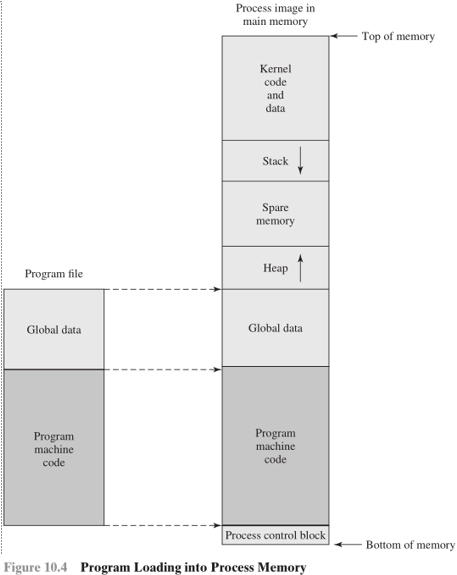 Process image in
main memory
Top of memory
Kernel
code
and
data
Stack
Spare
memory
Heap
Program file
Global data
Global data
Program
machine
code
Program
machine
code
Process control block
Bottom of memory
Figure 10.4 Program Loading into Process Memory